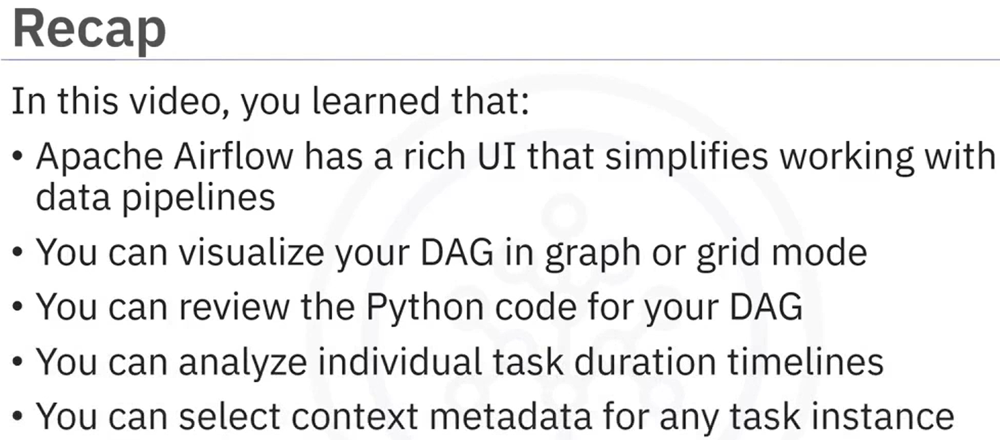 Recap
In this video, you learned that:
• Apache Airflow has a rich UI that simplifies working with
data pipelines
• You can visualize your DAG in graph or grid mode
• You can review the Python code for your DAG
• You can analyze individual task duration timelines
• You can select context metadata for any task instance